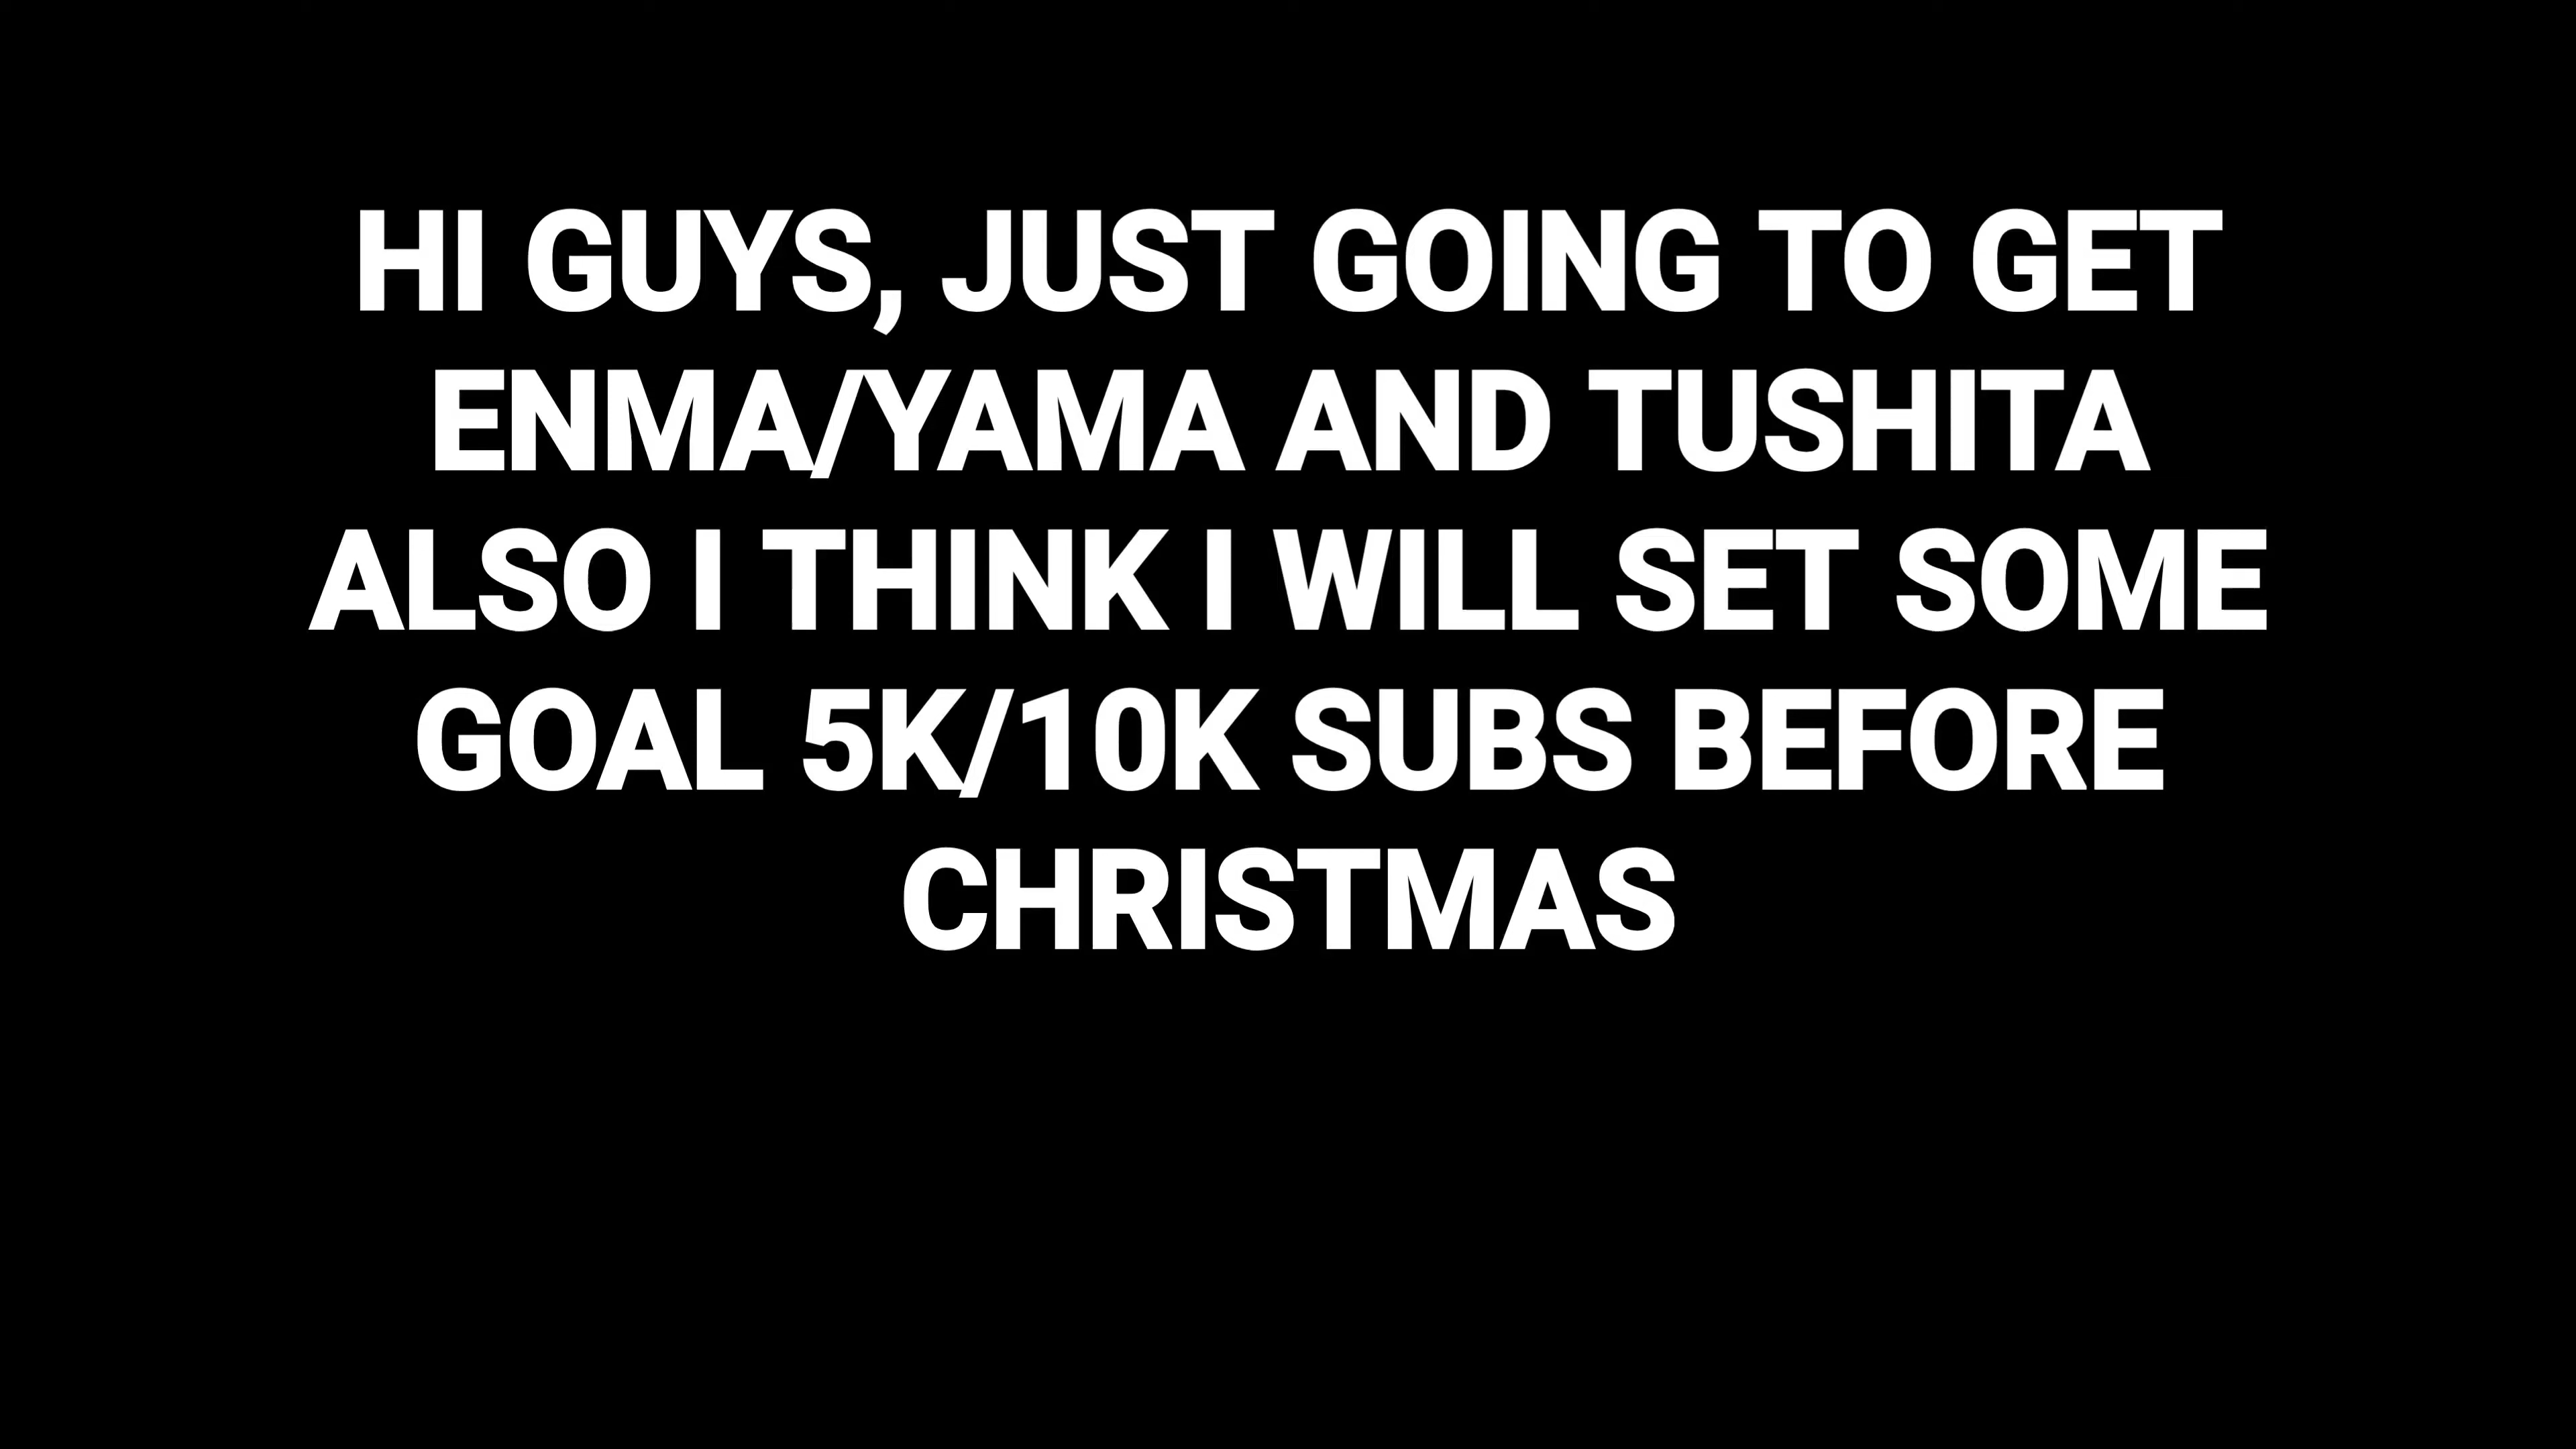 HI GUYS, JUST GOING TO GET
ENMA/YAMA AND TUSHITA
ALSO I THINK I WILL SET SOME
GOAL 5K/10K SUBS BEFORE
CHRISTMAS